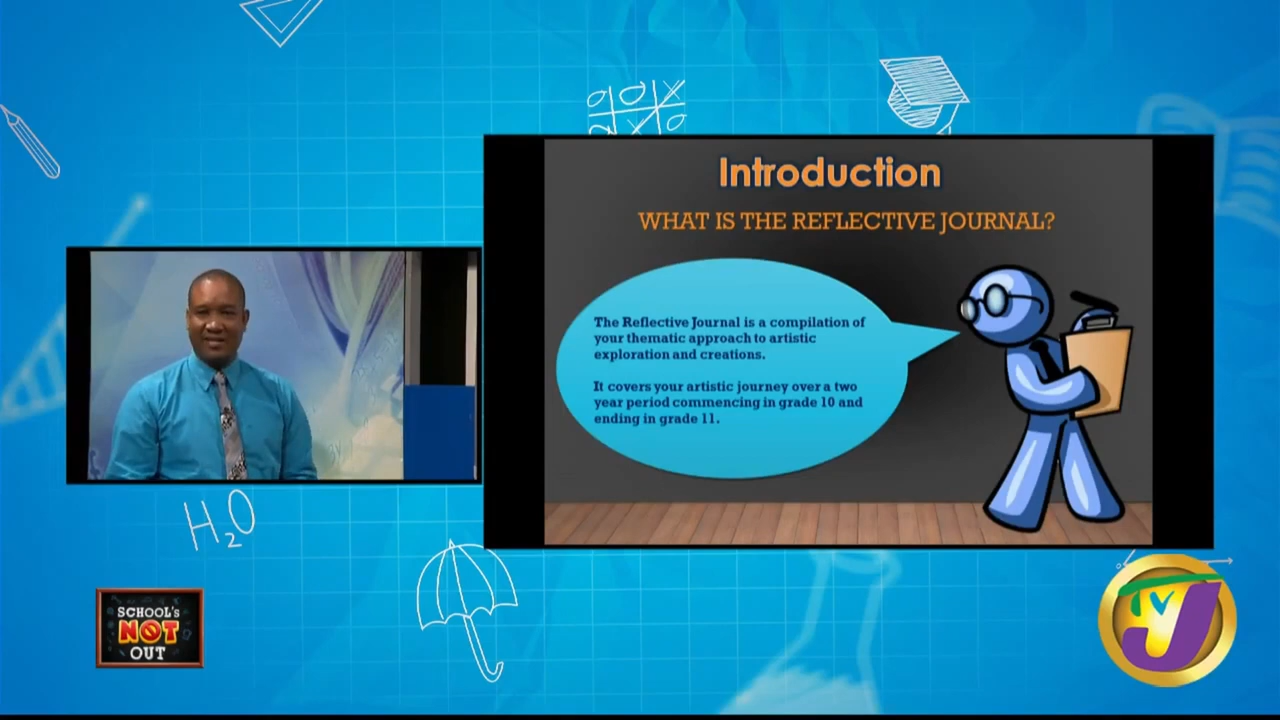 Introduction
WHAT IS THE REFLECTIVE JOURNAL?
The Reflective Journal is a compilation of
your thematic approach to artistic
exploration and creations.
It covers your artistic journey over a two
year period commencing in grade 10 and
ending in grade 11.
H₂O
SCHOOL's
NOT
OUT
TVJ